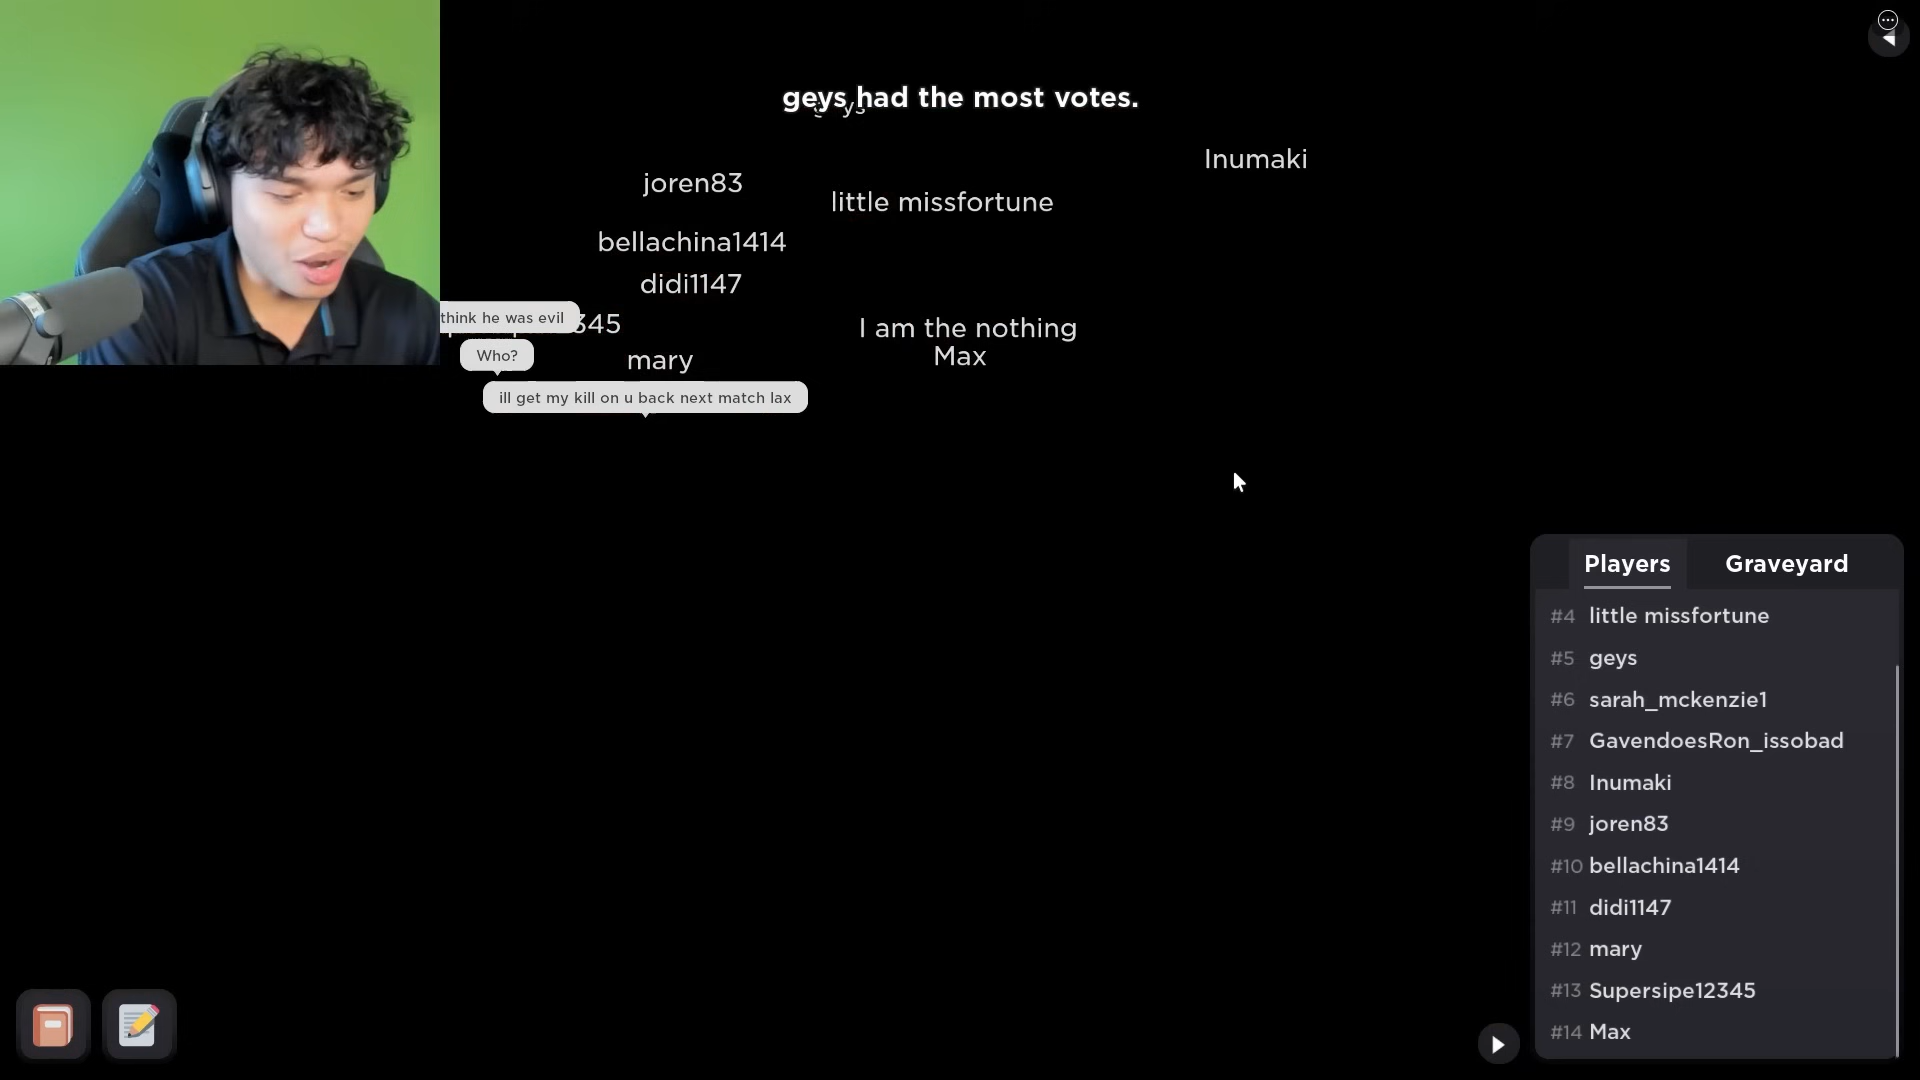 geys had the most votes.
Inumaki
joren83
little missfortune
bellachina1414
didi1147
think he was evil
345
I am the nothing
Who?
mary
Max
ill get my kill on u back next match lax
Players
Graveyard
#4 little missfortune
#5 geys
#6 sarah_mckenzie1
#7 GavendoesRon_issobad
#8 Inumaki
#9 joren83
#10 bellachina1414
#11 didi1147
#12 mary
#13 Supersipe12345
#14 Max